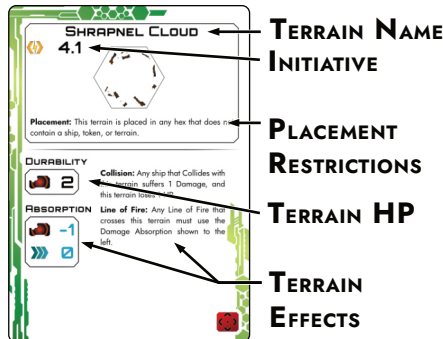 SHRAPNEL CLOUD
4.1
Placement: This terrain is placed in any hex that does
contain a ship, token, or terrain.
DURABILITY
2
Collision: Any ship that Collides with
terrain suffers 1 Damage, and
this terrain loses 1 HP.
ABSORPTION
-1
0
Line of Fire: Any Line of Fire that
crosses this terrain must use the
Damage Absorption shown to the
left.
TERRAIN NAME
INITIATIVE
PLACEMENT
RESTRICTIONS
TERRAIN HP
TERRAIN
EFFECTS